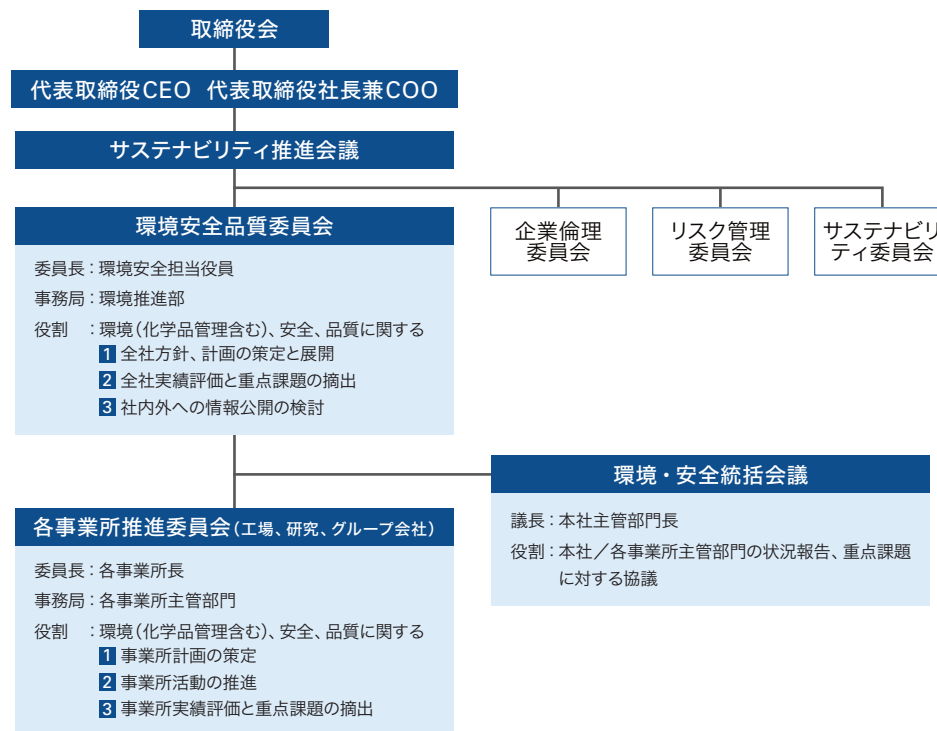 取締役会
代表取締役CEO 代表取締役社長兼COO
サステナビリティ推進会議
環境安全品質委員会
委員長：環境安全担当役員
事務局：環境推進部
役割　：環境（化学品管理含む）、安全、品質に関する
1 全社方針、計画の策定と展開
2 全社実績評価と重点課題の摘出
3 社内外への情報公開の検討
企業倫理
委員会
リスク管理
委員会
サステナビリ
ティ委員会
環境・安全統括会議
議長：本社主管部門長
役割：本社／各事業所主管部門の状況報告、重点課題
に対する協議
各事業所推進委員会（工場、研究、グループ会社）
委員長：各事業所長
事務局：各事業所主管部門
役割　：環境（化学品管理含む）、安全、品質に関する
1 事業所計画の策定
2 事業所活動の推進
3 事業所実績評価と重点課題の摘出